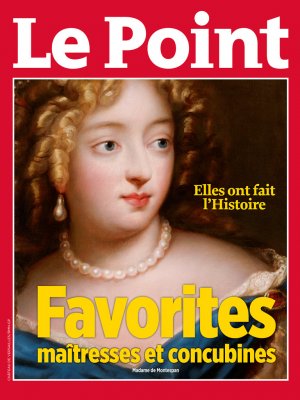 Le Point
Elles ont fait
l'Histoire
Favorites
maîtresses et concubines
Madame de Montespan